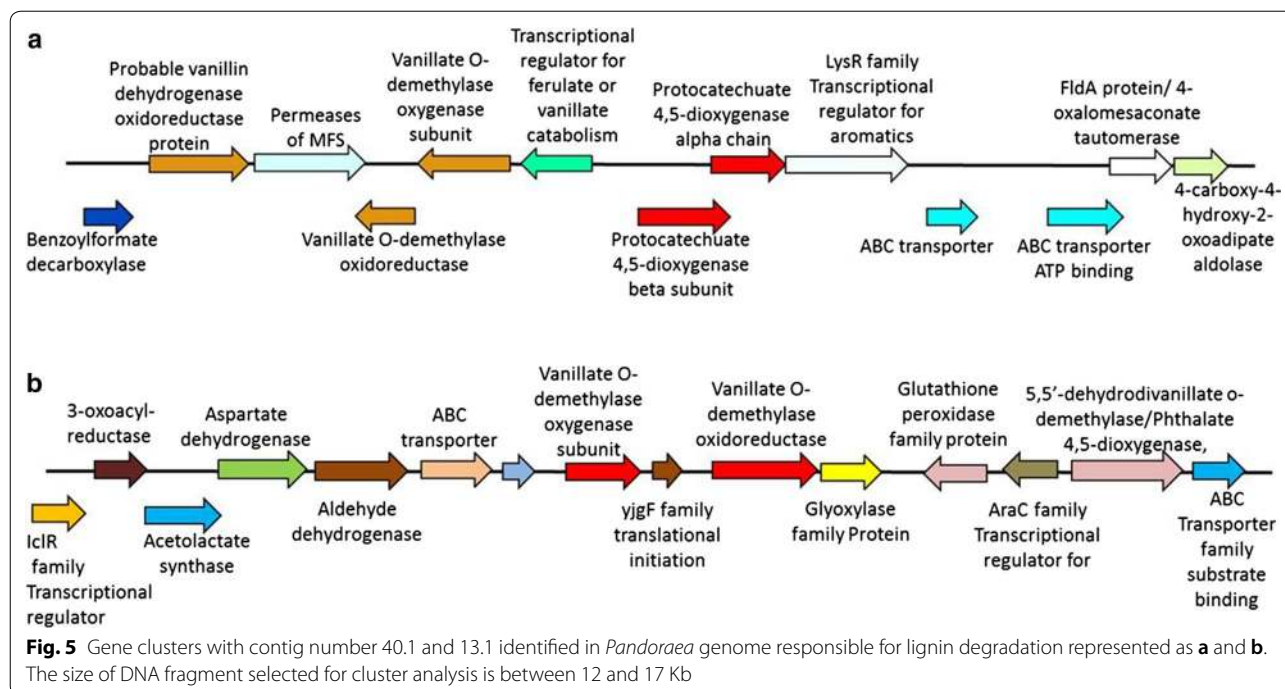 a
Probable vanillin
dehydrogenase
oxidoreductase
protein
Permeases
of MFS
Vanillate O-
demethylase
oxygenase
subunit
Transcriptional
regulator for
ferulate or
vanillate
catabolism
Protocatechuate
4,5-dioxygenase
alpha chain
LysR family
Transcriptional
regulator for
aromatics
FldA protein/ 4-
oxalomesaconate
tautomerase
Benzoylformate
decarboxylase
Vanillate O-demethylase
oxidoreductase
Protocatechuate
4,5-dioxygenase
beta subunit
ABC transporter
ABC transporter
ATP binding
4-carboxy-4-
hydroxy-2-
oxoadipate
aldolase
b
3-oxoacyl-
reductase
Aspartate
dehydrogenase
ABC
transporter
Vanillate O-
demethylase
oxygenase
subunit
Vanillate O-
demethylase
oxidoreductase
Glutathione
peroxidase
family protein
5,5'-dehydrodivanillate o-
demethylase/Phthalate
4,5-dioxygenase,
IclR
family
Transcriptional
regulator
Acetolactate
synthase
Aldehyde
dehydrogenase
yjgF family
translational
initiation
Glyoxylase
family Protein
AraC family
Transcriptional
regulator for
ABC
Transporter
family
substrate
binding
Fig. 5 Gene clusters with contig number 40.1 and 13.1 identified in Pandoraea genome responsible for lignin degradation represented as a and b.
The size of DNA fragment selected for cluster analysis is between 12 and 17 Kb